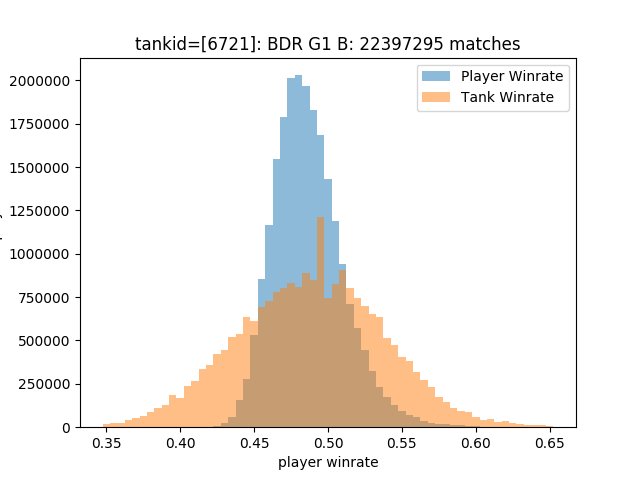 tankid=[6721]: BDR G1 B: 22397295 matches
Player Winrate
Tank Winrate
2000000
1750000
1500000
1250000
1000000
750000
500000
250000
0
0.35 0.40 0.45 0.50 0.55 0.60 0.65
player winrate